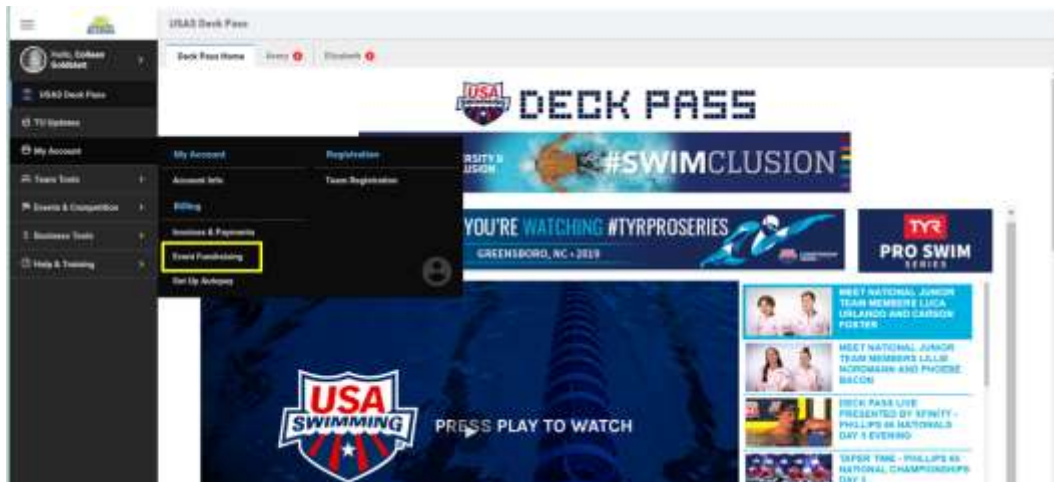 USAS Deck Pass
Hello, Colleen
Goldblatt
Deck Pass Home
Avery
Elizabeth
USAS Deck Pass
TU Updates
My Account
Team Tools
Events & Competition
Business Tools
Help & Training
My Account
Registration
Account Info
Team Registration
Billing
Invoices & Payments
Event Fundraising
Set Up Autopay
USA
SWIMMING
DECK PASS
#SWIMCLUSION
YOU'RE WATCHING #TYRPROSERIES
GREENSBORO, NC • 2019
TYR
PRO SWIM
SERIES
USA
SWIMMING
PRESS PLAY TO WATCH
MEET NATIONAL JUNIOR
TEAM MEMBERS LUCA
URLANDO AND CARSON
FOSTER
MEET NATIONAL JUNIOR
TEAM MEMBERS LILLIE
NORDMANN AND PHOEBE
BACON
DECK PASS LIVE
PRESENTED BY XFINITY -
PHILLIPS 66 NATIONALS
DAY 5 EVENING
TAPER TIME - PHILLIPS 66
NATIONAL CHAMPIONSHIPS